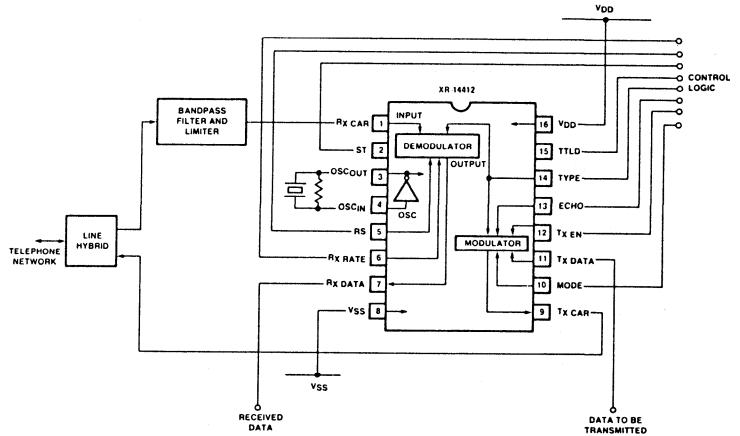 VDD
CONTROL
LOGIC
XR 14412
BANDPASS
FILTER AND
LIMITER
RX CAR
1
INPUT
16
VDD
DEMODULATOR
ST
2
15
TTLD
OUTPUT
OSCOUT
3
14
TYPE
OSCIN
4
OSC
13
ECHO
RS
5
12
TX EN
MODULATOR
LINE
HYBRID
TELEPHONE
NETWORK
RX RATE
6
11
TX DATA
RX DATA
7
10
MODE
VSS
8
9
TX CAR
VSS
RECEIVED
DATA
DATA TO BE
TRANSMITTED